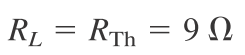 R_L = R_Th = 9 Ω